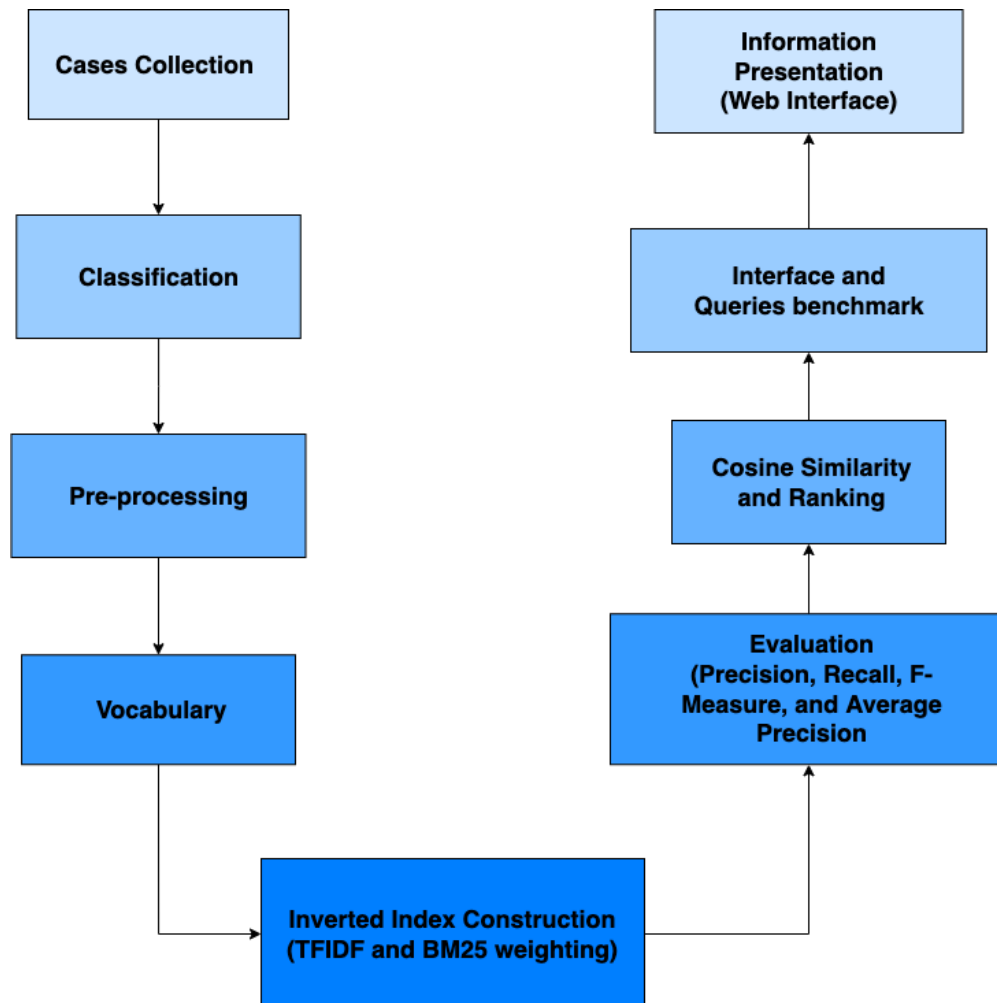 Cases Collection
Classification
Pre-processing
Vocabulary
Inverted Index Construction
(TFIDF and BM25 weighting)
Evaluation
(Precision, Recall, F-
Measure, and Average
Precision
Cosine Similarity
and Ranking
Interface and
Queries benchmark
Information
Presentation
(Web Interface)